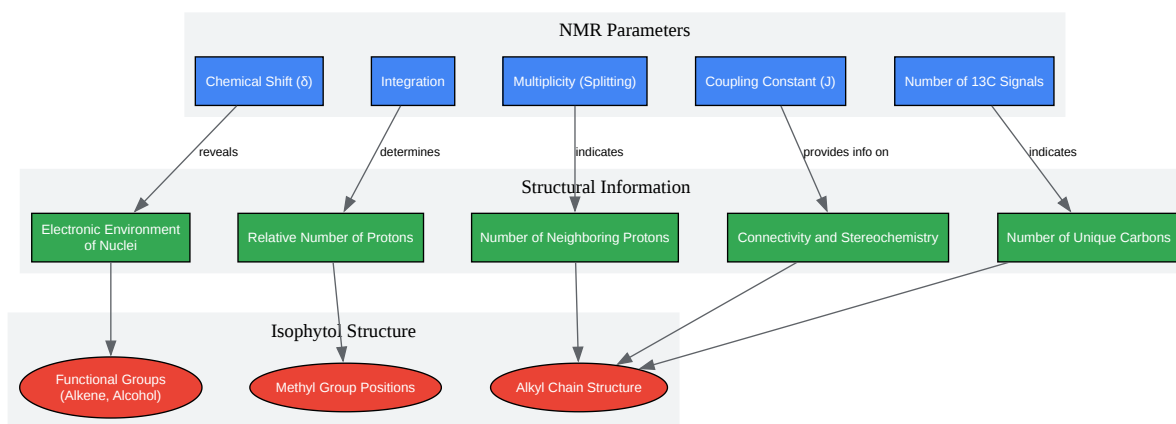 NMR Parameters
Chemical Shift (δ)
Integration
Multiplicity (Splitting)
Coupling Constant (J)
Number of 13C Signals
reveals
determines
indicates
provides info on
indicates
Structural Information
Electronic Environment
of Nuclei
Relative Number of Protons
Number of Neighboring Protons
Connectivity and Stereochemistry
Number of Unique Carbons
Isophytol Structure
Functional Groups
(Alkene, Alcohol)
Methyl Group Positions
Alkyl Chain Structure